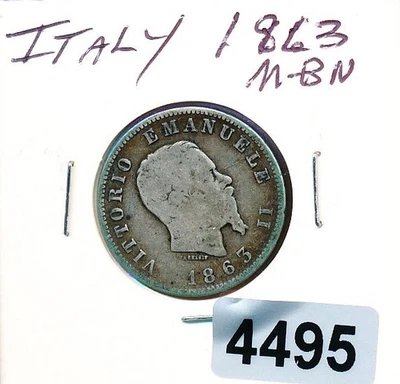 ITALY 1863
M-BN
VITTORIO EMANUELE II
1863
4495